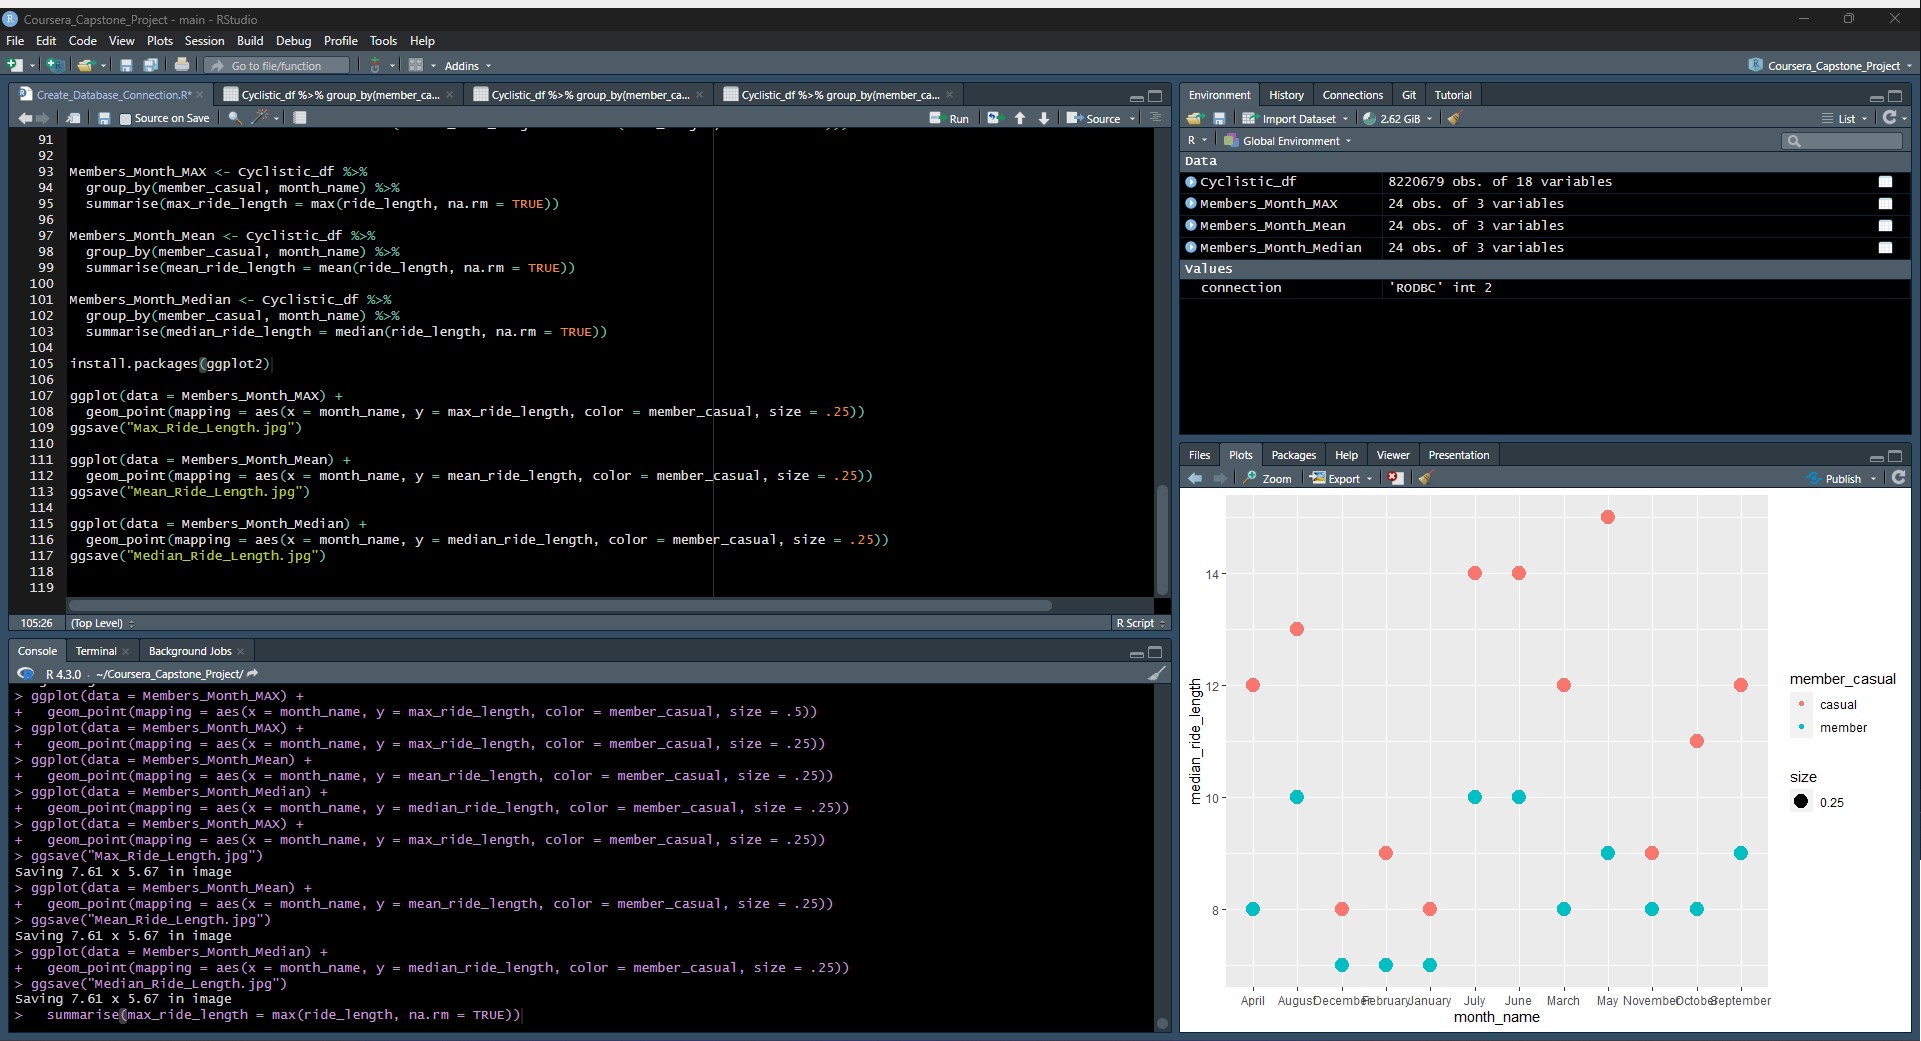 Coursera_Capstone_Project - main - RStudio
File Edit Code View Plots Session Build Debug Profile Tools Help
Go to file/function Addins Coursera_Capstone_Project
Create_Database_Connection.R* Cyclistic_df %>% group_by(member_ca... Cyclistic_df %>% group_by(member_ca... Cyclistic_df %>% group_by(member_ca...
Source on Save Run Source
91
92
93 Members_Month_MAX <- Cyclistic_df %>%
94 group_by(member_casual, month_name) %>%
95 summarise(max_ride_length = max(ride_length, na.rm = TRUE))
96
97 Members_Month_Mean <- Cyclistic_df %>%
98 group_by(member_casual, month_name) %>%
99 summarise(mean_ride_length = mean(ride_length, na.rm = TRUE))
100
101 Members_Month_Median <- Cyclistic_df %>%
102 group_by(member_casual, month_name) %>%
103 summarise(median_ride_length = median(ride_length, na.rm = TRUE))
104
105 install.packages(ggplot2)
106
107 ggplot(data = Members_Month_MAX) +
108 geom_point(mapping = aes(x = month_name, y = max_ride_length, color = member_casual, size = .25))
109 ggsave("Max_Ride_Length.jpg")
110
111 ggplot(data = Members_Month_Mean) +
112 geom_point(mapping = aes(x = month_name, y = mean_ride_length, color = member_casual, size = .25))
113 ggsave("Mean_Ride_Length.jpg")
114
115 ggplot(data = Members_Month_Median) +
116 geom_point(mapping = aes(x = month_name, y = median_ride_length, color = member_casual, size = .25))
117 ggsave("Median_Ride_Length.jpg")
118
119
105:26 (Top Level) R Script
Console Terminal Background Jobs
R 4.3.0 · ~/Coursera_Capstone_Project/
> ggplot(data = Members_Month_MAX) +
+ geom_point(mapping = aes(x = month_name, y = max_ride_length, color = member_casual, size = .5))
> ggplot(data = Members_Month_MAX) +
+ geom_point(mapping = aes(x = month_name, y = max_ride_length, color = member_casual, size = .25))
> ggplot(data = Members_Month_Mean) +
+ geom_point(mapping = aes(x = month_name, y = mean_ride_length, color = member_casual, size = .25))
> ggplot(data = Members_Month_Median) +
+ geom_point(mapping = aes(x = month_name, y = median_ride_length, color = member_casual, size = .25))
> ggplot(data = Members_Month_MAX) +
+ geom_point(mapping = aes(x = month_name, y = max_ride_length, color = member_casual, size = .25))
> ggsave("Max_Ride_Length.jpg")
Saving 7.61 x 5.67 in image
> ggplot(data = Members_Month_Mean) +
+ geom_point(mapping = aes(x = month_name, y = mean_ride_length, color = member_casual, size = .25))
> ggsave("Mean_Ride_Length.jpg")
Saving 7.61 x 5.67 in image
> ggplot(data = Members_Month_Median) +
+ geom_point(mapping = aes(x = month_name, y = median_ride_length, color = member_casual, size = .25))
> ggsave("Median_Ride_Length.jpg")
Saving 7.61 x 5.67 in image
> summarise(max_ride_length = max(ride_length, na.rm = TRUE))
Environment History Connections Git Tutorial
Import Dataset 2.62 GiB List
R Global Environment
Data
Cyclistic_df 8220679 obs. of 18 variables
Members_Month_MAX 24 obs. of 3 variables
Members_Month_Mean 24 obs. of 3 variables
Members_Month_Median 24 obs. of 3 variables
Values
connection 'RODBC' int 2
Files Plots Packages Help Viewer Presentation
Zoom Export Publish
median_ride_length
14
12
10
8
April August December February January July June March May November October September
month_name
member_casual
casual
member
size
0.25